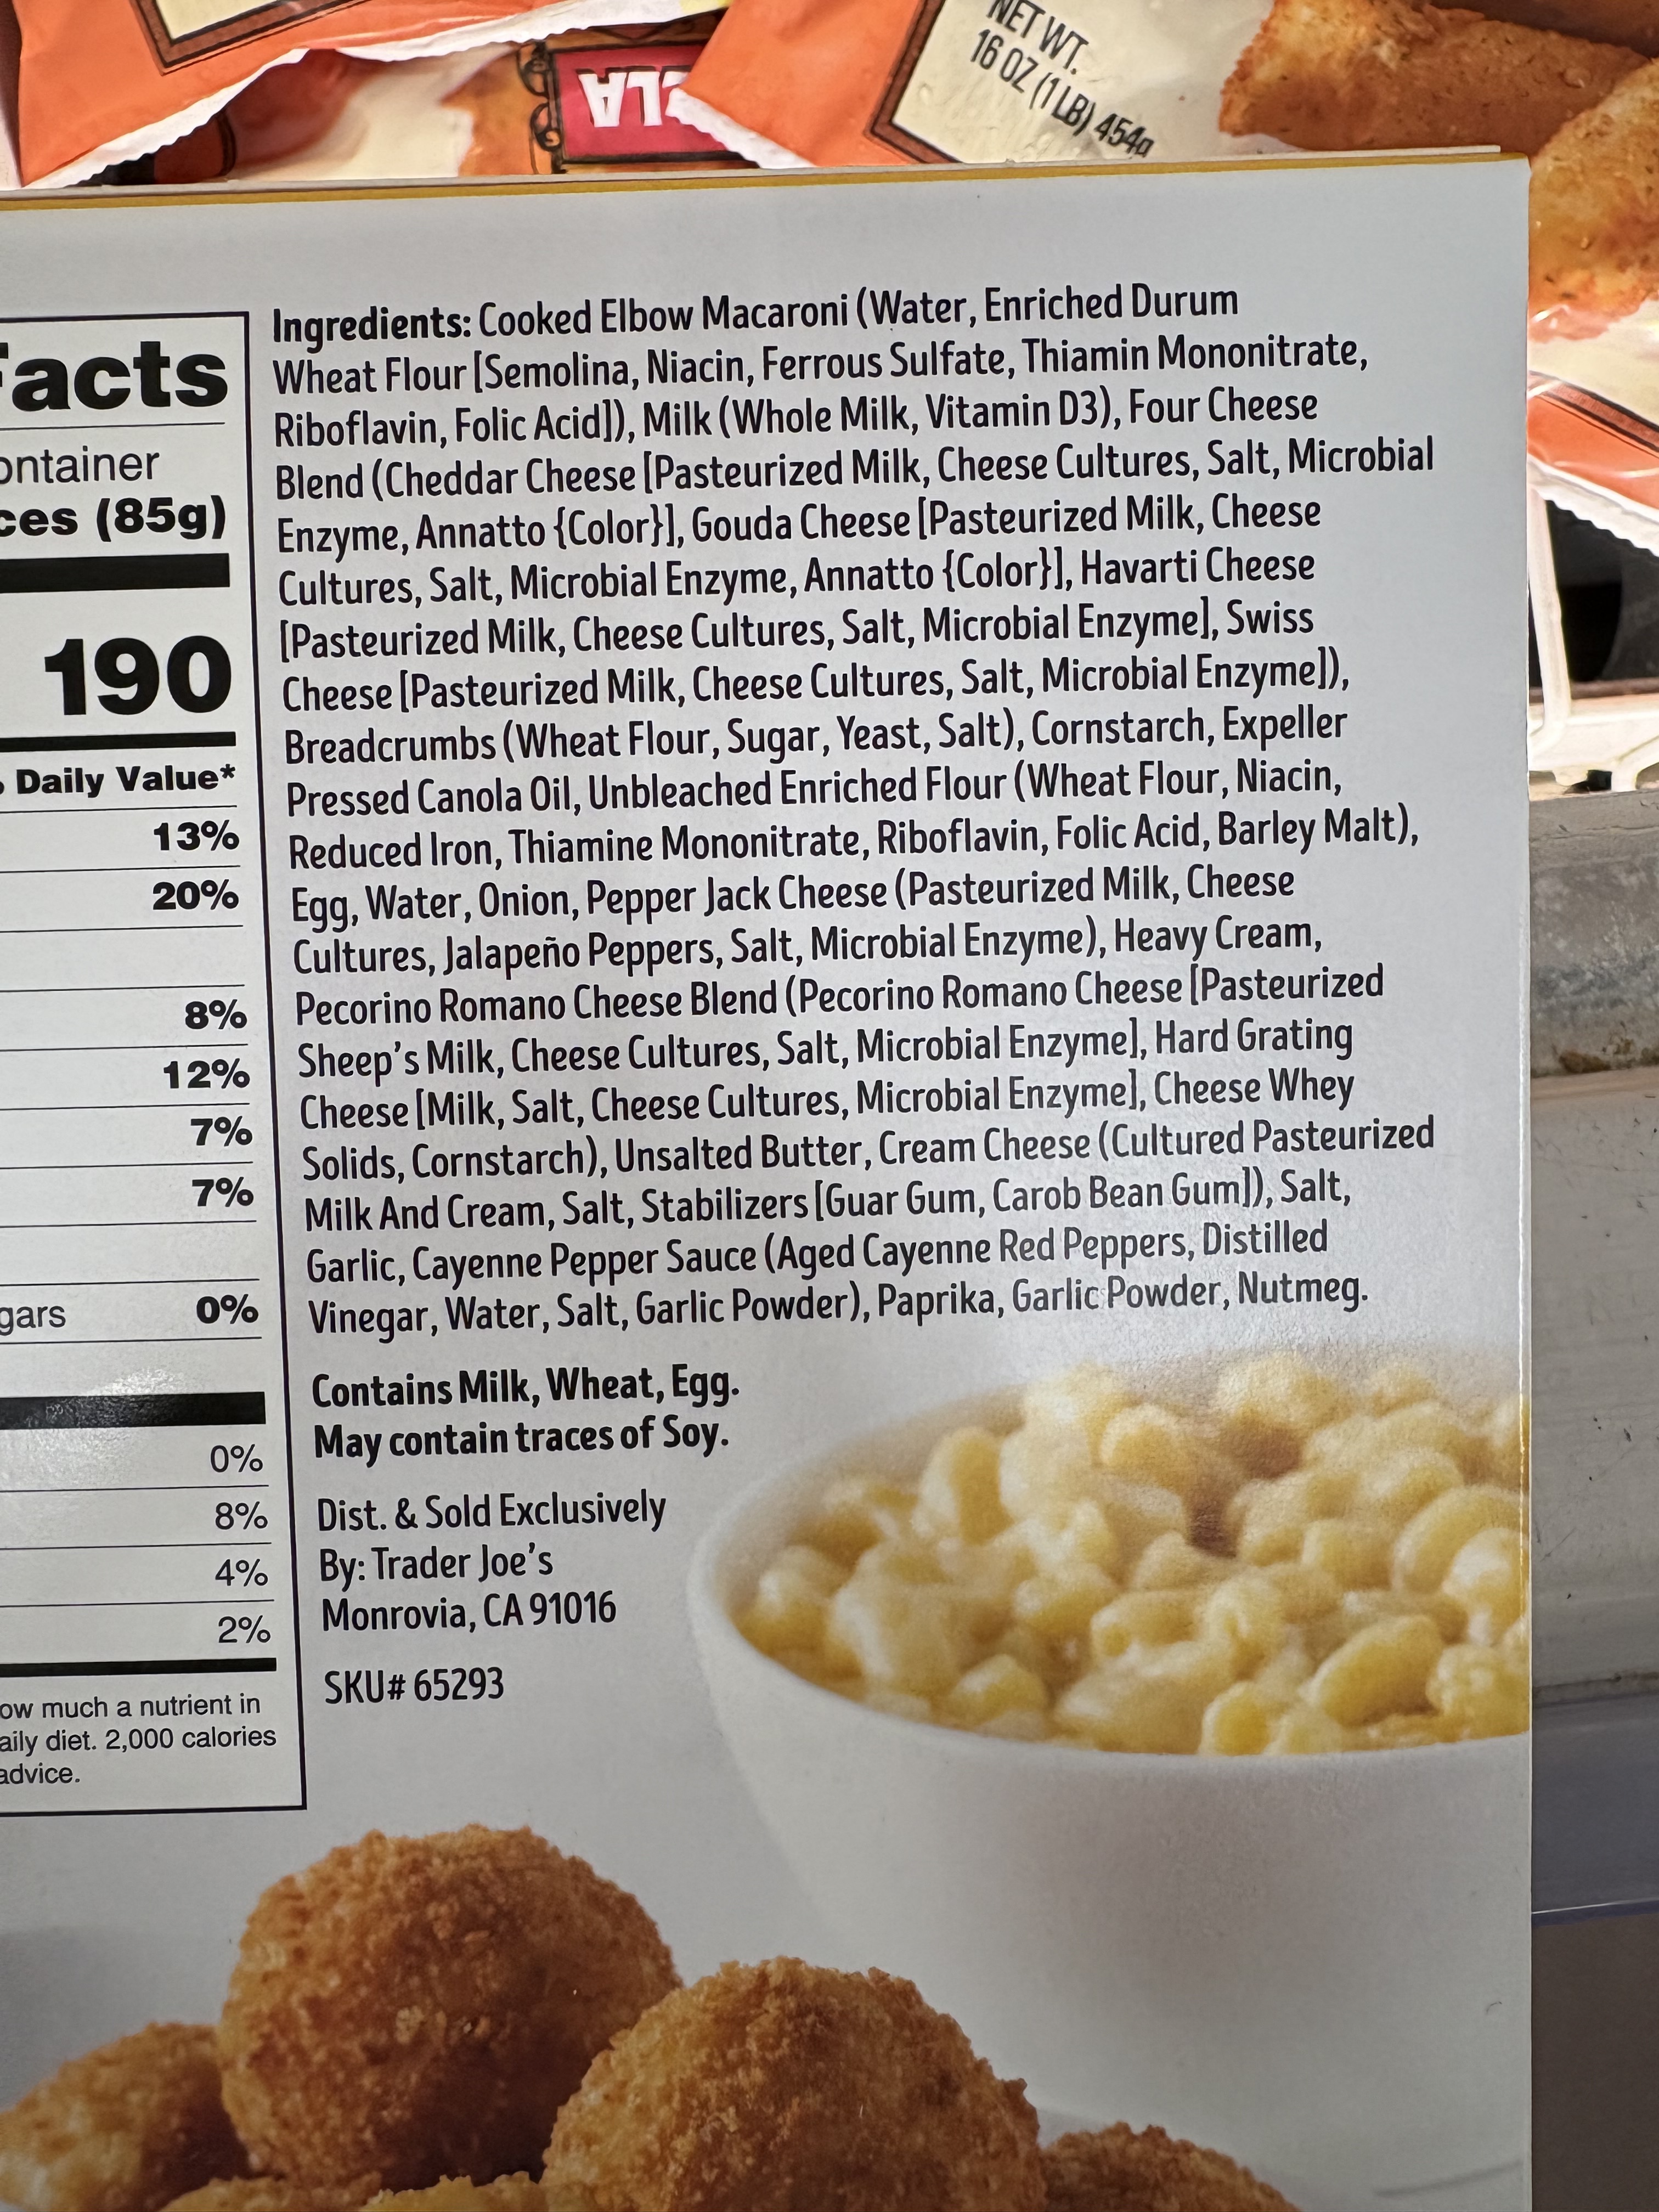 NET WT.
16 OZ (1 LB) 454g
Facts
container
(85g)
190
Daily Value*
13%
20%
8%
12%
7%
7%
0%
0%
8%
4%
2%
how much a nutrient in
daily diet. 2,000 calories
advice.
Ingredients: Cooked Elbow Macaroni (Water, Enriched Durum
Wheat Flour [Semolina, Niacin, Ferrous Sulfate, Thiamin Mononitrate,
Riboflavin, Folic Acid]), Milk (Whole Milk, Vitamin D3), Four Cheese
Blend (Cheddar Cheese [Pasteurized Milk, Cheese Cultures, Salt, Microbial
Enzyme, Annatto {Color}], Gouda Cheese [Pasteurized Milk, Cheese
Cultures, Salt, Microbial Enzyme, Annatto {Color}], Havarti Cheese
[Pasteurized Milk, Cheese Cultures, Salt, Microbial Enzyme], Swiss
Cheese [Pasteurized Milk, Cheese Cultures, Salt, Microbial Enzyme]),
Breadcrumbs (Wheat Flour, Sugar, Yeast, Salt), Cornstarch, Expeller
Pressed Canola Oil, Unbleached Enriched Flour (Wheat Flour, Niacin,
Reduced Iron, Thiamine Mononitrate, Riboflavin, Folic Acid, Barley Malt),
Egg, Water, Onion, Pepper Jack Cheese (Pasteurized Milk, Cheese
Cultures, Jalapeño Peppers, Salt, Microbial Enzyme), Heavy Cream,
Pecorino Romano Cheese Blend (Pecorino Romano Cheese [Pasteurized
Sheep's Milk, Cheese Cultures, Salt, Microbial Enzyme], Hard Grating
Cheese [Milk, Salt, Cheese Cultures, Microbial Enzyme], Cheese Whey
Solids, Cornstarch), Unsalted Butter, Cream Cheese (Cultured Pasteurized
Milk And Cream, Salt, Stabilizers [Guar Gum, Carob Bean Gum]), Salt,
Garlic, Cayenne Pepper Sauce (Aged Cayenne Red Peppers, Distilled
Vinegar, Water, Salt, Garlic Powder), Paprika, Garlic Powder, Nutmeg.
Contains Milk, Wheat, Egg.
May contain traces of Soy.
Dist. & Sold Exclusively
By: Trader Joe's
Monrovia, CA 91016
SKU# 65293